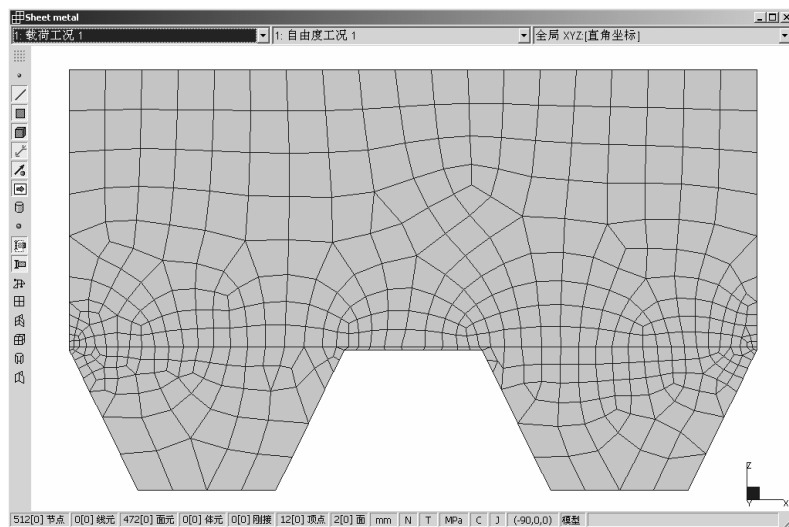 Sheet metal
1: 载荷工况 1 1: 自由度工况 1 全局 XYZ:[直角坐标]
Z
Y X
512[0] 节点 0[0] 线元 472[0] 面元 0[0] 体元 0[0] 刚接 12[0] 顶点 2[0] 面 mm N T MPa C J (-90,0,0) 模型